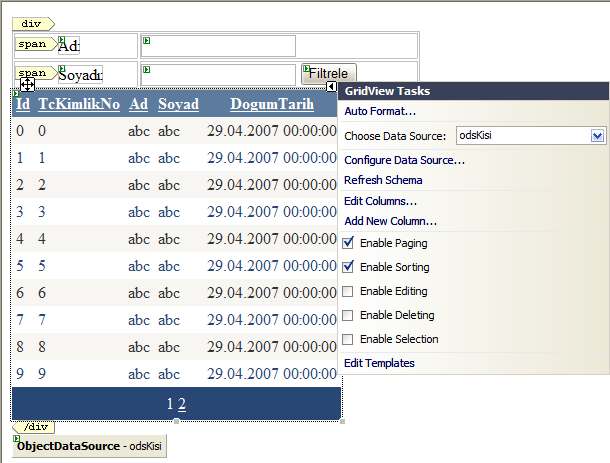 div
span Adı
span Soyadı Filtrele
GridView Tasks
Id TcKimlikNo Ad Soyad DogumTarih
0 0 abc abc 29.04.2007 00:00:00
1 1 abc abc 29.04.2007 00:00:00
2 2 abc abc 29.04.2007 00:00:00
3 3 abc abc 29.04.2007 00:00:00
4 4 abc abc 29.04.2007 00:00:00
5 5 abc abc 29.04.2007 00:00:00
6 6 abc abc 29.04.2007 00:00:00
7 7 abc abc 29.04.2007 00:00:00
8 8 abc abc 29.04.2007 00:00:00
9 9 abc abc 29.04.2007 00:00:00
1 2
Auto Format...
Choose Data Source: odsKisi
Configure Data Source...
Refresh Schema
Edit Columns...
Add New Column...
Enable Paging
Enable Sorting
Enable Editing
Enable Deleting
Enable Selection
Edit Templates
/div
ObjectDataSource - odsKisi